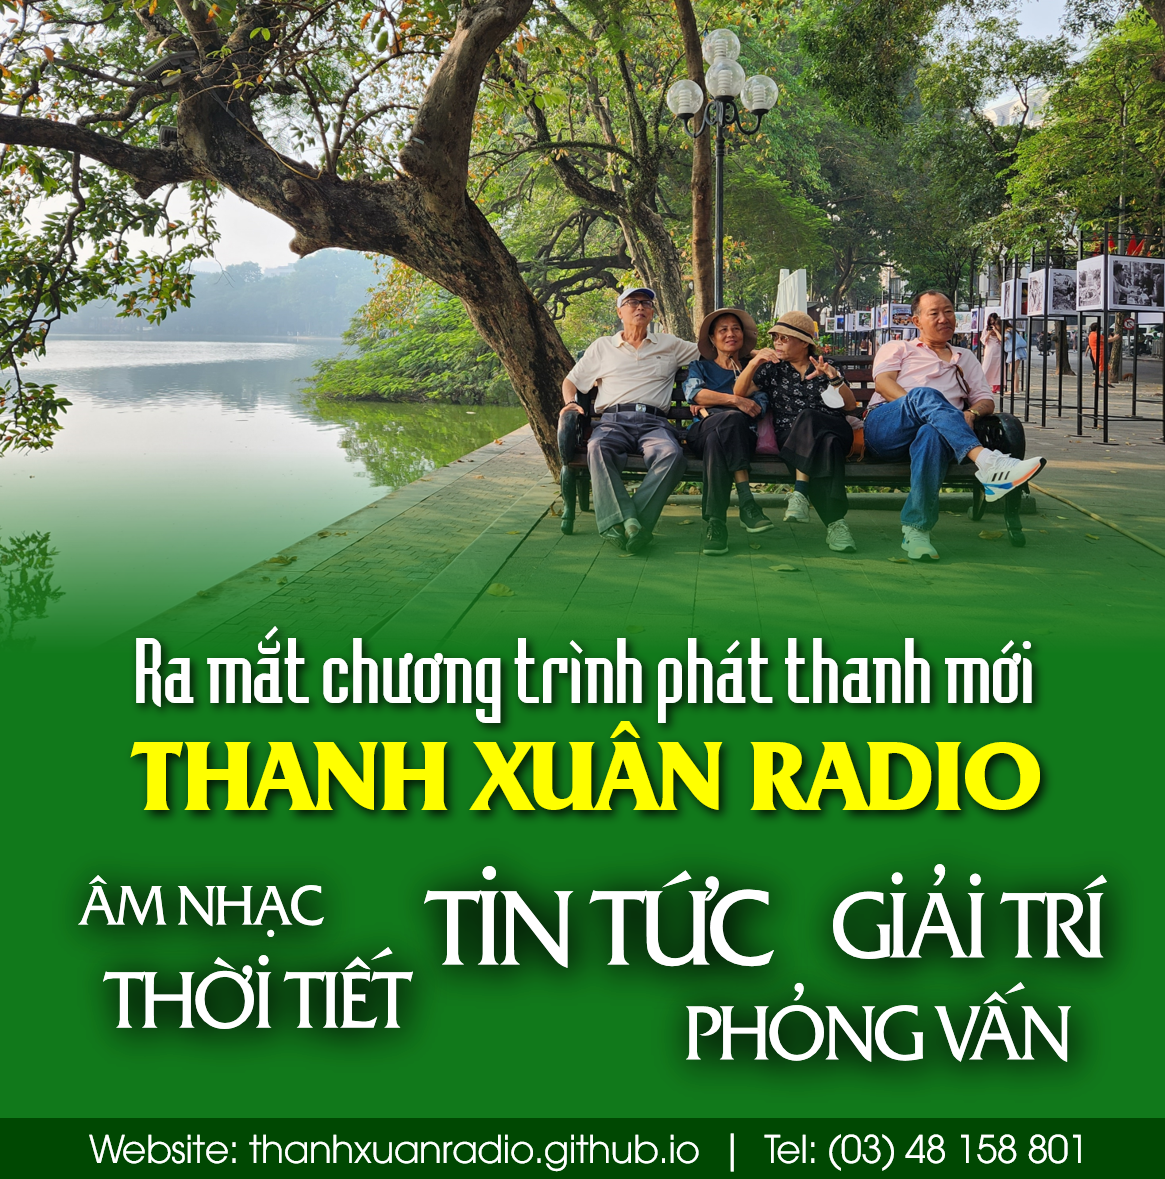 Ra mắt chương trình phát thanh mới
THANH XUÂN RADIO
ÂM NHẠC
TIN TỨC
GIẢI TRÍ
THỜI TIẾT
PHỎNG VẤN
Website: thanhxuanradio.github.io | Tel: (03) 48 158 801